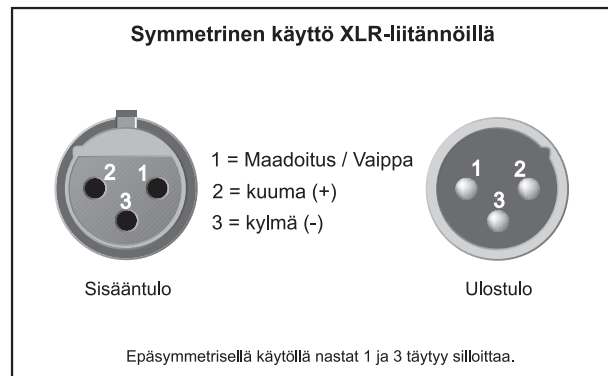 Symmetrinen käyttö XLR-liitännöillä
2 1
3
1 = Maadoitus / Vaippa
2 = kuuma (+)
3 = kylmä (-)
1 2
3
Sisääntulo
Ulostulo
Epäsymmetrisellä käytöllä nastat 1 ja 3 täytyy silloittaa.